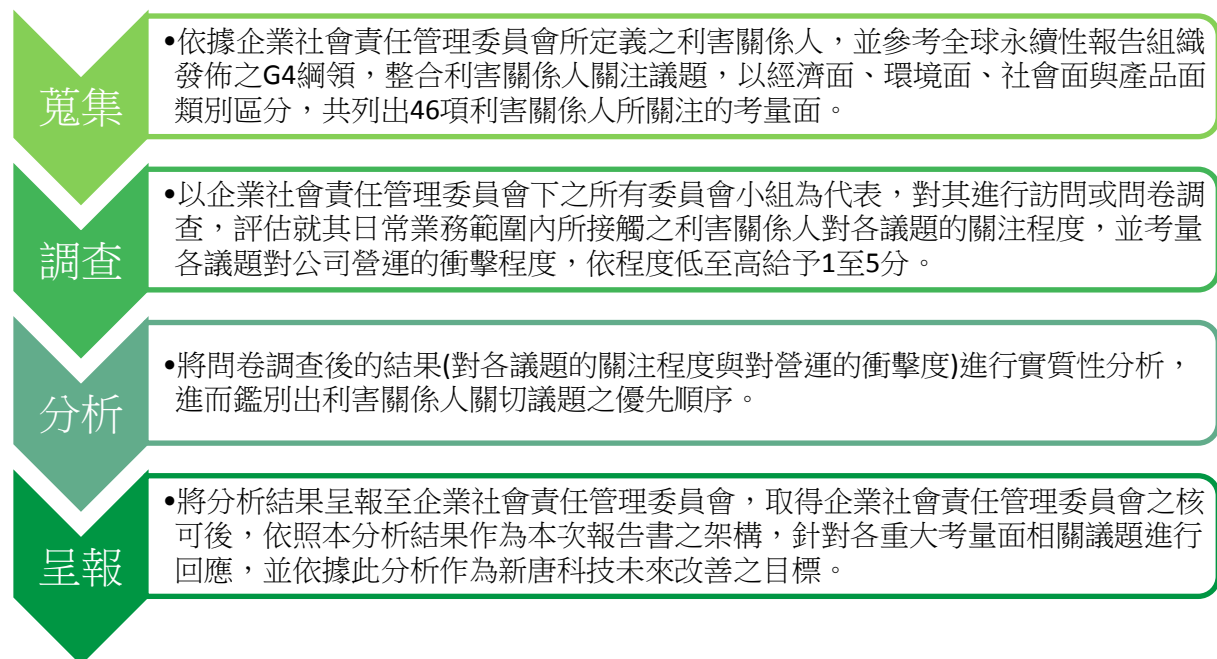 蒐集
•依據企業社會責任管理委員會所定義之利害關係人，並參考全球永續性報告組織
發佈之G4綱領，整合利害關係人關注議題，以經濟面、環境面、社會面與產品面
類別區分，共列出46項利害關係人所關注的考量面。
調查
•以企業社會責任管理委員會下之所有委員會小組為代表，對其進行訪問或問卷調
查，評估就其日常業務範圍內所接觸之利害關係人對各議題的關注程度，並考量
各議題對公司營運的衝擊程度，依程度低至高給予1至5分。
分析
•將問卷調查後的結果(對各議題的關注程度與對營運的衝擊度)進行實質性分析，
進而鑑別出利害關係人關切議題之優先順序。
呈報
•將分析結果呈報至企業社會責任管理委員會，取得企業社會責任管理委員會之核
可後，依照本分析結果作為本次報告書之架構，針對各重大考量面相關議題進行
回應，並依據此分析作為新唐科技未來改善之目標。